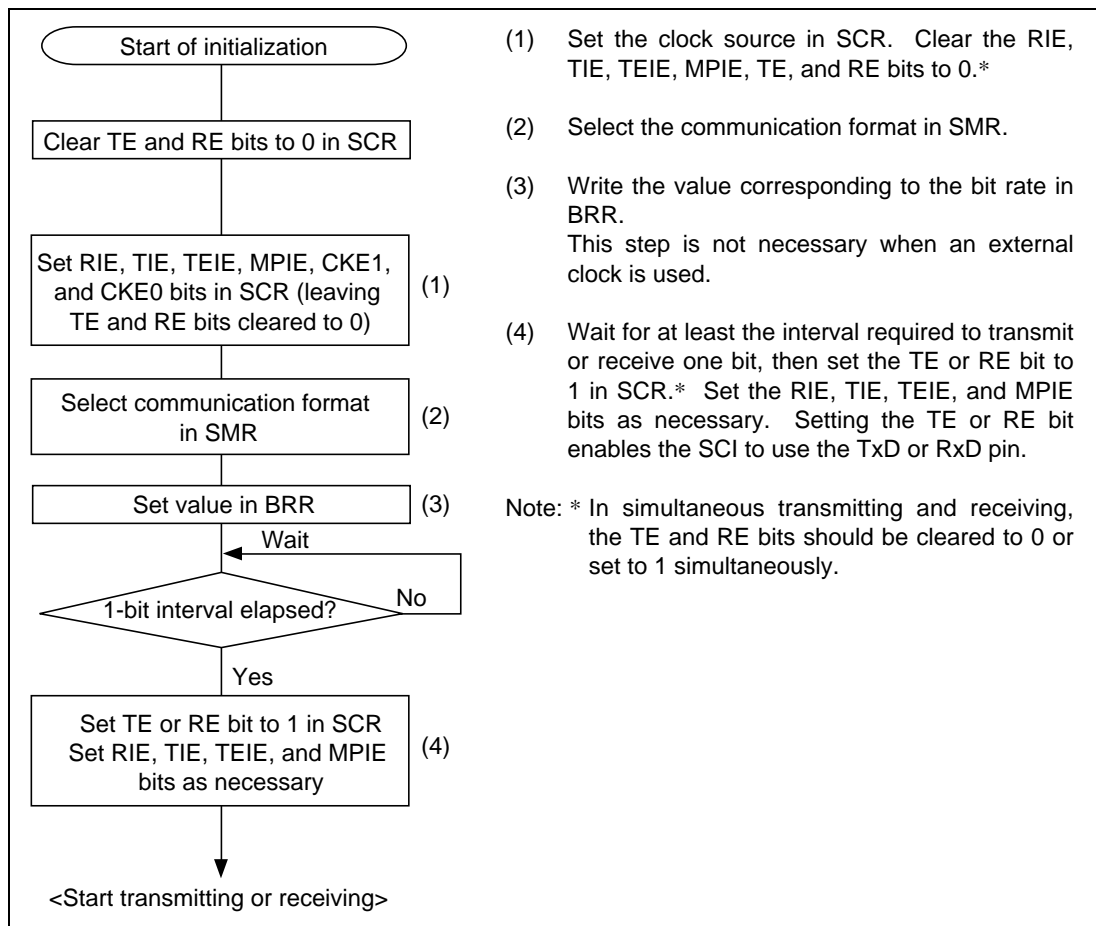 Start of initialization
Clear TE and RE bits to 0 in SCR
Set RIE, TIE, TEIE, MPIE, CKE1,
and CKE0 bits in SCR (leaving
TE and RE bits cleared to 0)
(1)
Select communication format
in SMR
(2)
Set value in BRR
(3)
Wait
1-bit interval elapsed?
No
Yes
Set TE or RE bit to 1 in SCR
Set RIE, TIE, TEIE, and MPIE
bits as necessary
(4)
<Start transmitting or receiving>
(1) Set the clock source in SCR. Clear the RIE,
TIE, TEIE, MPIE, TE, and RE bits to 0.*
(2) Select the communication format in SMR.
(3) Write the value corresponding to the bit rate in
BRR.
This step is not necessary when an external
clock is used.
(4) Wait for at least the interval required to transmit
or receive one bit, then set the TE or RE bit to
1 in SCR.* Set the RIE, TIE, TEIE, and MPIE
bits as necessary. Setting the TE or RE bit
enables the SCI to use the TxD or RxD pin.
Note: * In simultaneous transmitting and receiving,
the TE and RE bits should be cleared to 0 or
set to 1 simultaneously.